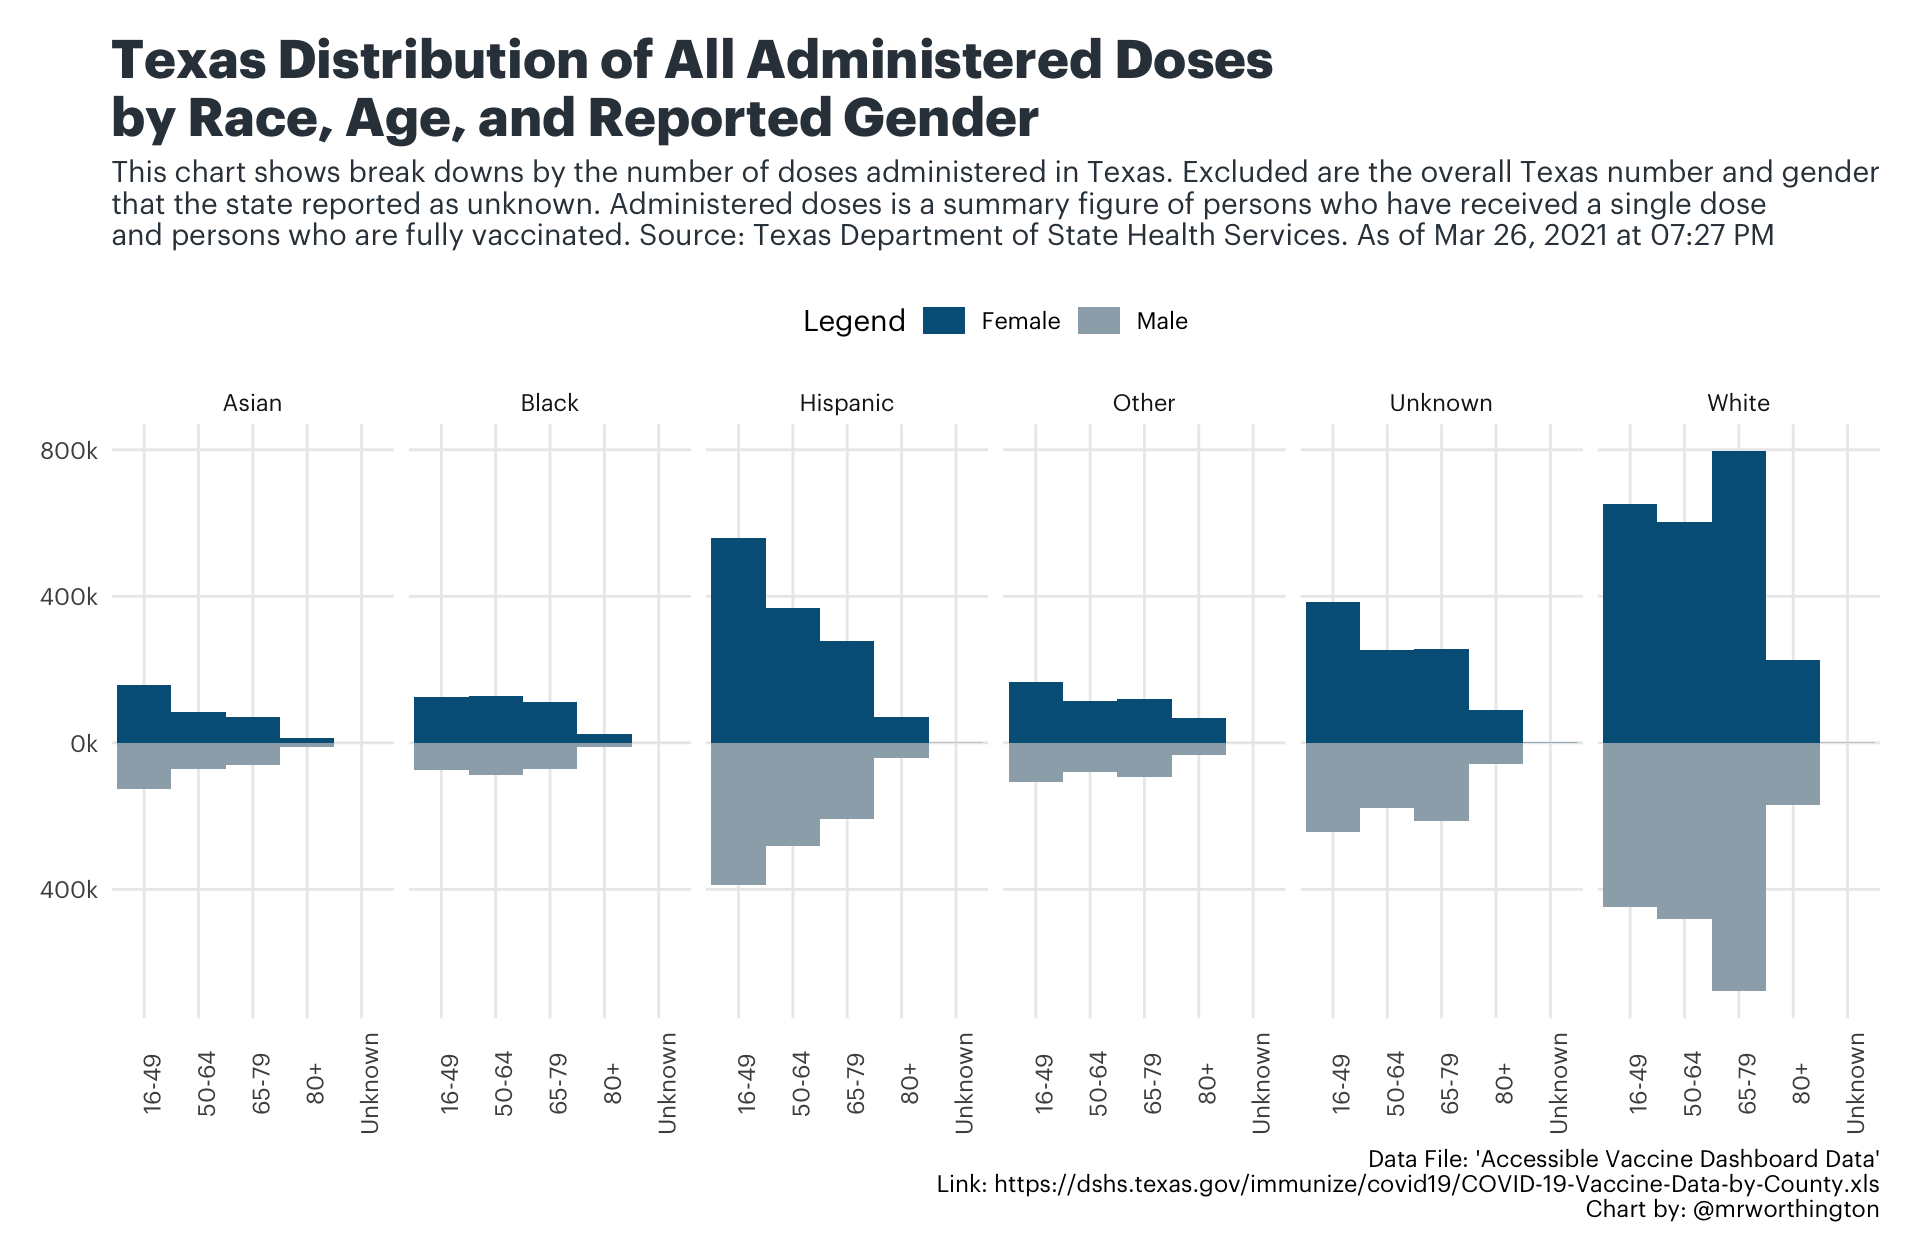 Texas Distribution of All Administered Doses
by Race, Age, and Reported Gender
This chart shows break downs by the number of doses administered in Texas. Excluded are the overall Texas number and gender
that the state reported as unknown. Administered doses is a summary figure of persons who have received a single dose
and persons who are fully vaccinated. Source: Texas Department of State Health Services. As of Mar 26, 2021 at 07:27 PM
Legend Female Male
Asian Black Hispanic Other Unknown White
800k
400k
0k
400k
16-49 50-64 65-79 80+ Unknown 16-49 50-64 65-79 80+ Unknown 16-49 50-64 65-79 80+ Unknown 16-49 50-64 65-79 80+ Unknown 16-49 50-64 65-79 80+ Unknown 16-49 50-64 65-79 80+ Unknown
Data File: 'Accessible Vaccine Dashboard Data'
Link: https://dshs.texas.gov/immunize/covid19/COVID-19-Vaccine-Data-by-County.xls
Chart by: @mrworthington